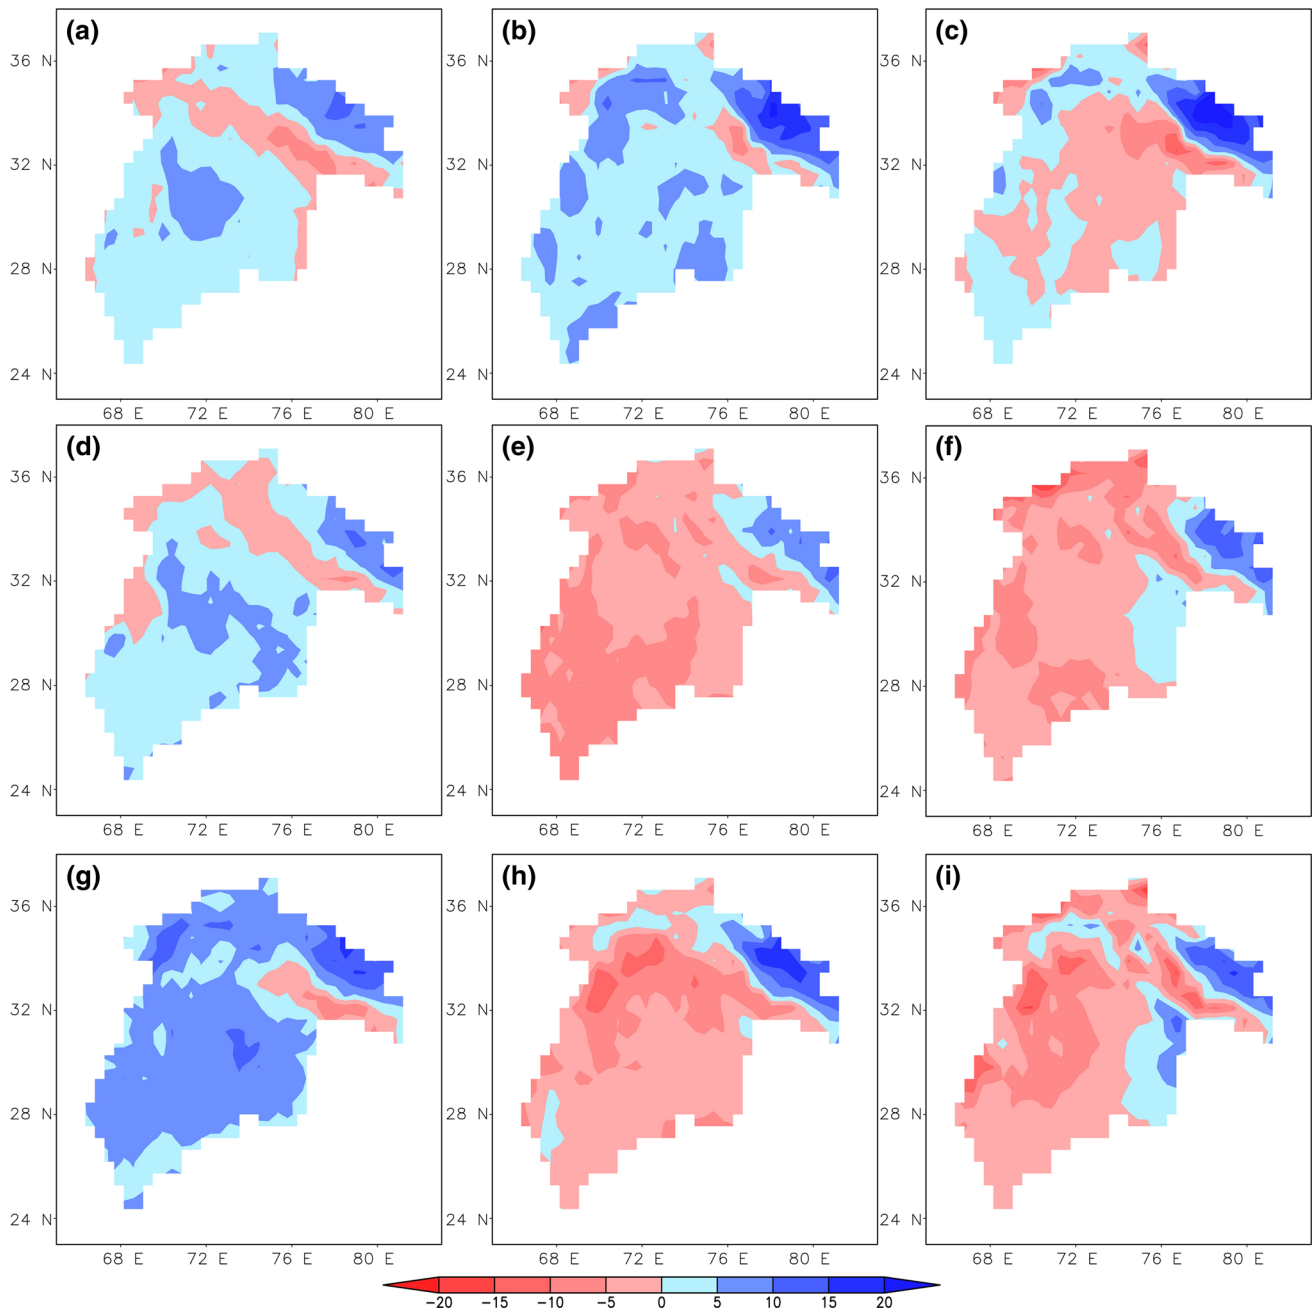 (a) (b) (c)
36 N 36 N 36 N
32 N 32 N 32 N
28 N 28 N 28 N
24 N 24 N 24 N
68 E 72 E 76 E 80 E 68 E 72 E 76 E 80 E 68 E 72 E 76 E 80 E
(d) (e) (f)
36 N 36 N 36 N
32 N 32 N 32 N
28 N 28 N 28 N
24 N 24 N 24 N
68 E 72 E 76 E 80 E 68 E 72 E 76 E 80 E 68 E 72 E 76 E 80 E
(g) (h) (i)
36 N 36 N 36 N
32 N 32 N 32 N
28 N 28 N 28 N
24 N 24 N 24 N
68 E 72 E 76 E 80 E 68 E 72 E 76 E 80 E 68 E 72 E 76 E 80 E
−20 −15 −10 −5 0 5 10 15 20